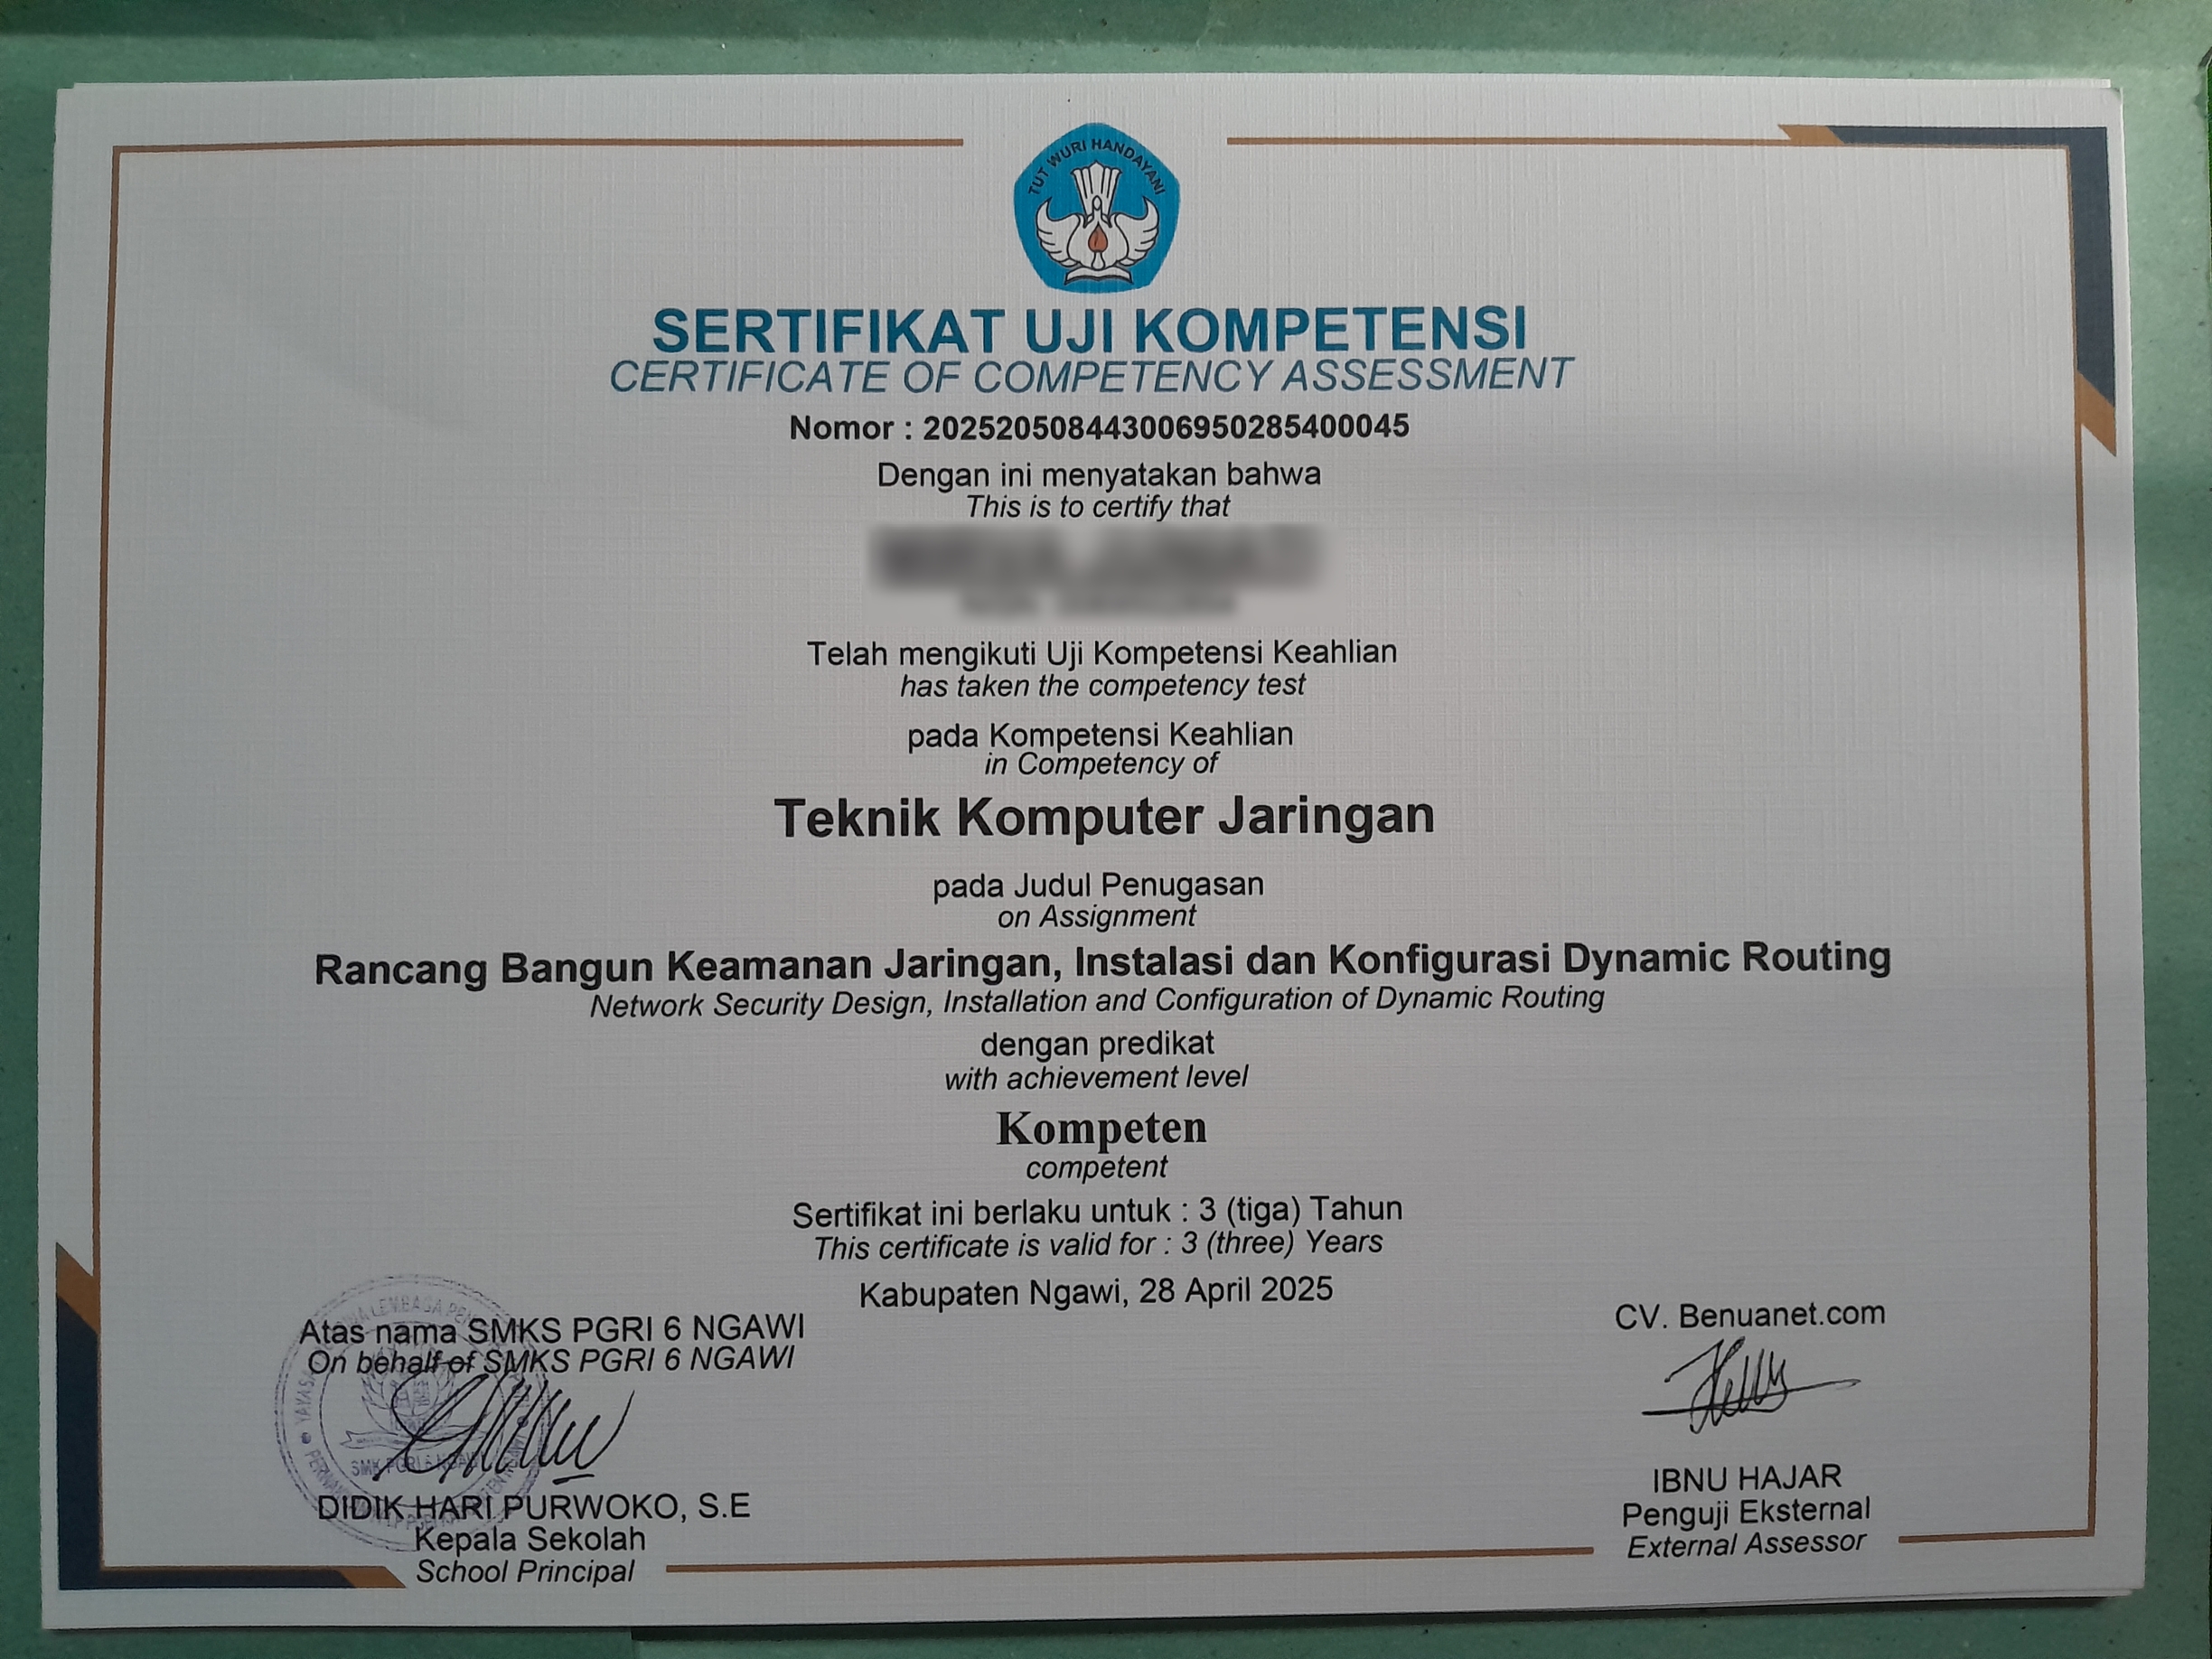 TUT WURI HANDAYANI
SERTIFIKAT UJI KOMPETENSI
CERTIFICATE OF COMPETENCY ASSESSMENT
Nomor : 202520508443006950285400045
Dengan ini menyatakan bahwa
This is to certify that
Telah mengikuti Uji Kompetensi Keahlian
has taken the competency test
pada Kompetensi Keahlian
in Competency of
Teknik Komputer Jaringan
pada Judul Penugasan
on Assignment
Rancang Bangun Keamanan Jaringan, Instalasi dan Konfigurasi Dynamic Routing
Network Security Design, Installation and Configuration of Dynamic Routing
dengan predikat
with achievement level
Kompeten
competent
Sertifikat ini berlaku untuk : 3 (tiga) Tahun
This certificate is valid for : 3 (three) Years
Kabupaten Ngawi, 28 April 2025
Atas nama SMKS PGRI 6 NGAWI
On behalf of SMKS PGRI 6 NGAWI
DIDIK HARI PURWOKO, S.E
Kepala Sekolah
School Principal
CV. Benuanet.com
IBNU HAJAR
Penguji Eksternal
External Assessor